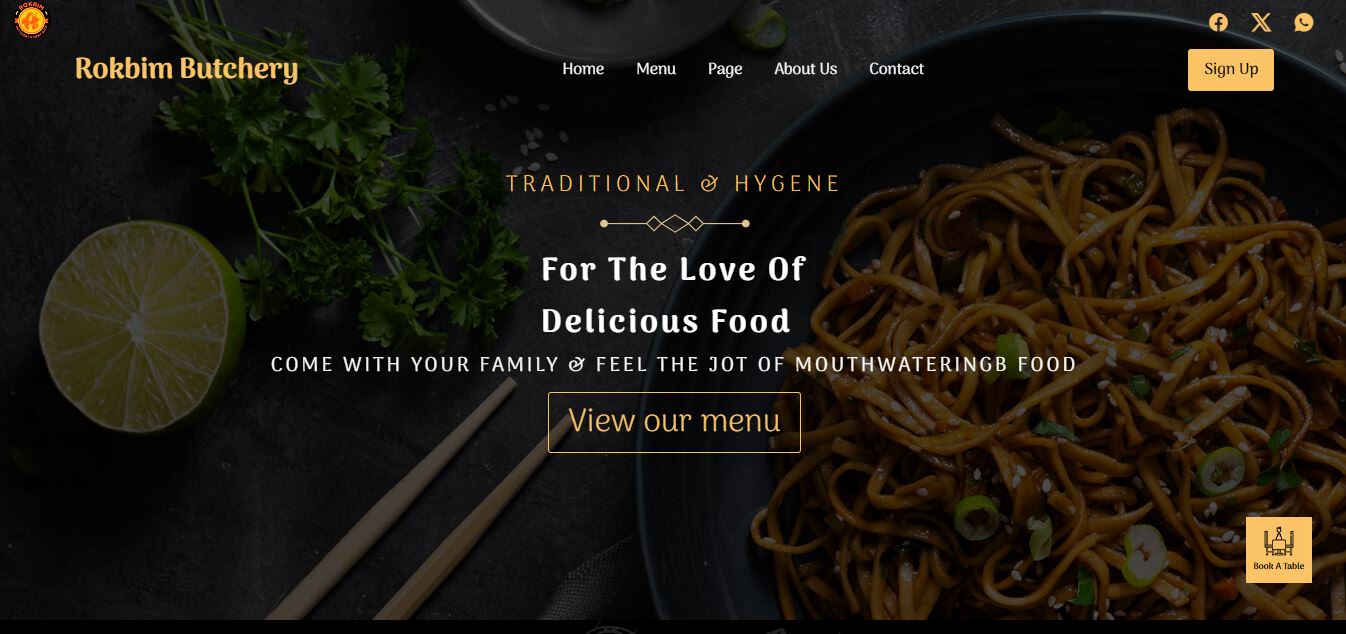 ROKBIM
Rokbim Butchery
Home Menu Page About Us Contact
Sign Up
TRADITIONAL & HYGENE
For The Love Of
Delicious Food
COME WITH YOUR FAMILY & FEEL THE JOT OF MOUTHWATERINGB FOOD
View our menu
Book A Table